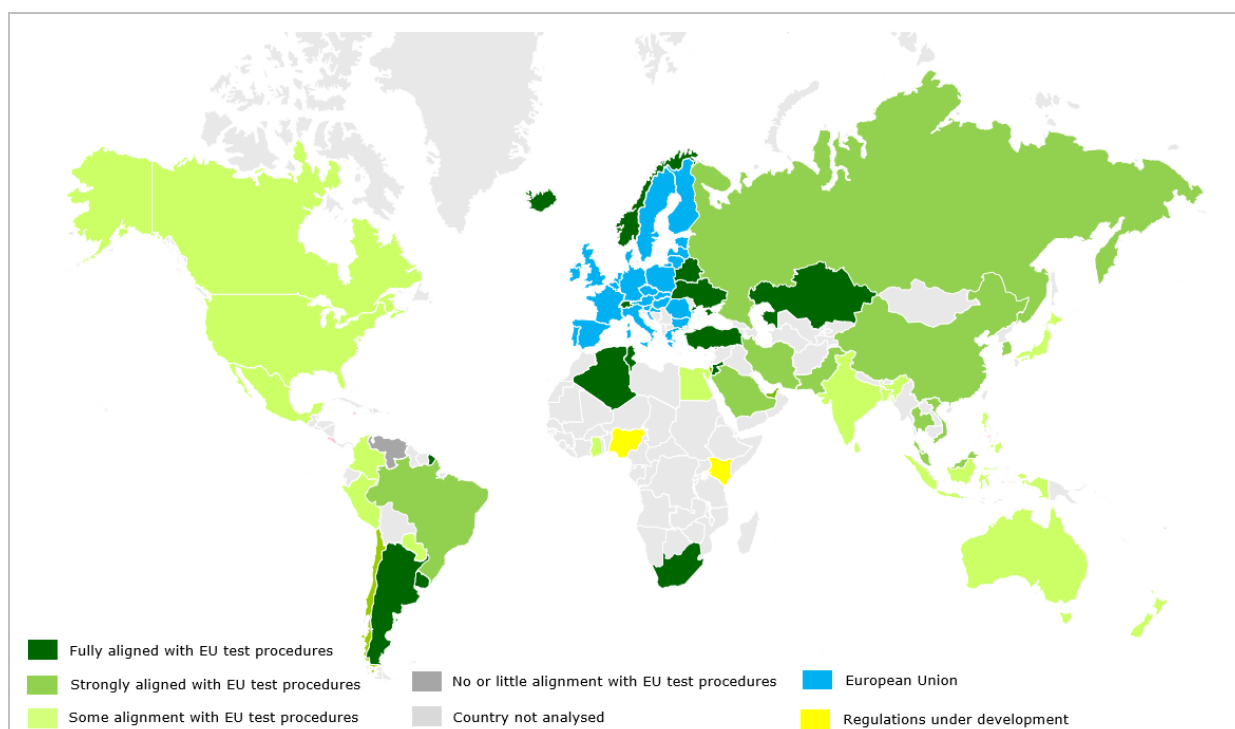 Fully aligned with EU test procedures
Strongly aligned with EU test procedures
Some alignment with EU test procedures
No or little alignment with EU test procedures
Country not analysed
European Union
Regulations under development